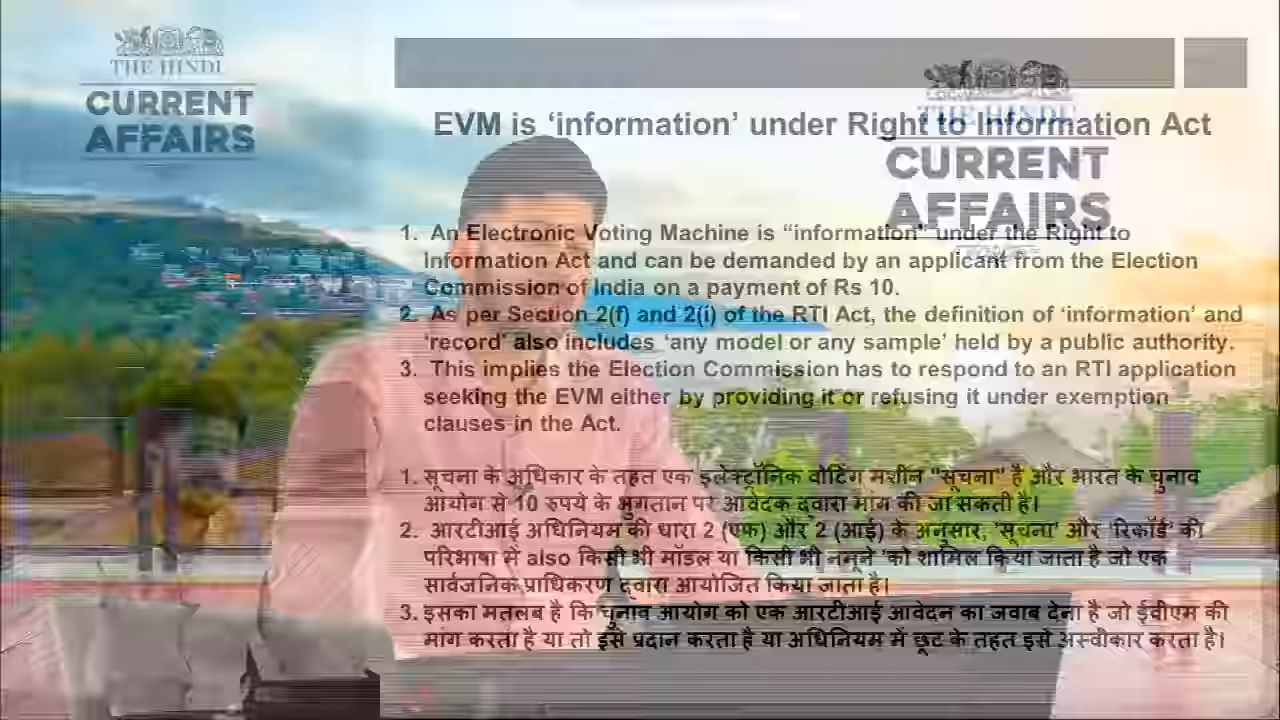 THE HINDU
CURRENT
AFFAIRS
THE HINDU
CURRENT
AFFAIRS
EVM is ‘information’ under Right to Information Act
1. An Electronic Voting Machine is “information” under the Right to
Information Act and can be demanded by an applicant from the Election
Commission of India on a payment of Rs 10.
2. As per Section 2(f) and 2(i) of the RTI Act, the definition of ‘information’ and
‘record’ also includes ‘any model or any sample’ held by a public authority.
3. This implies the Election Commission has to respond to an RTI application
seeking the EVM either by providing it or refusing it under exemption
clauses in the Act.
1. सूचना के अधिकार के तहत एक इलेक्ट्रॉनिक वोटिंग मशीन "सूचना" है और भारत के चुनाव
आयोग से 10 रुपये के भुगतान पर आवेदक द्वारा मांग की जा सकती है।
2. आरटीआई अधिनियम की धारा 2 (एफ) और 2 (आई) के अनुसार, 'सूचना' और 'रिकॉर्ड' की
परिभाषा में also किसी भी मॉडल या किसी भी नमूने 'को शामिल किया जाता है जो एक
सार्वजनिक प्राधिकरण द्वारा आयोजित किया जाता है।
3. इसका मतलब है कि चुनाव आयोग को एक आरटीआई आवेदन का जवाब देना है जो ईवीएम की
मांग करता है या तो इसे प्रदान करता है या अधिनियम में छूट के तहत इसे अस्वीकार करता है।